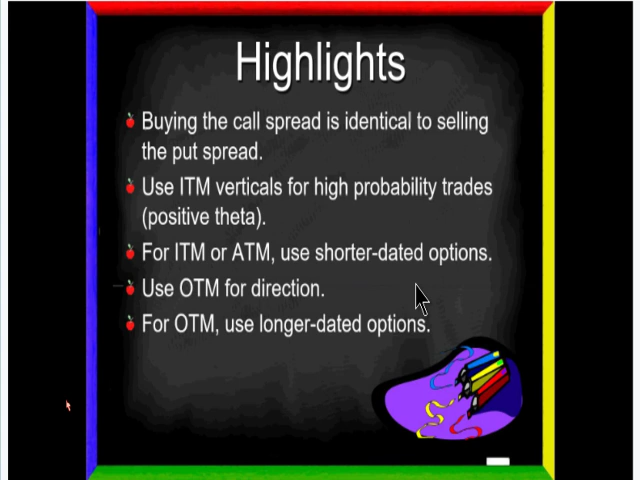 Highlights
Buying the call spread is identical to selling
the put spread.
Use ITM verticals for high probability trades
(positive theta).
For ITM or ATM, use shorter-dated options.
Use OTM for direction.
For OTM, use longer-dated options.